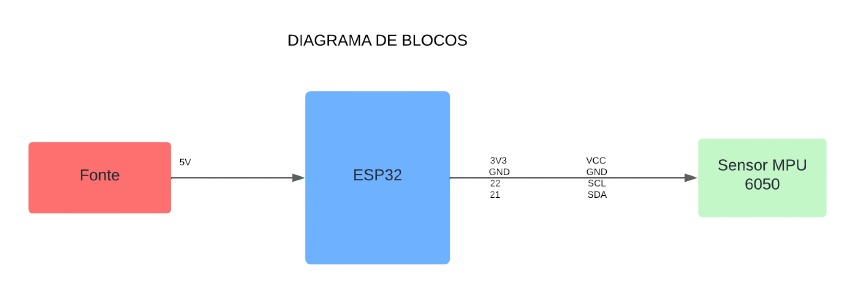 DIAGRAMA DE BLOCOS
Fonte
5V
ESP32
3V3 VCC
GND GND
22 SCL
21 SDA
Sensor MPU
6050